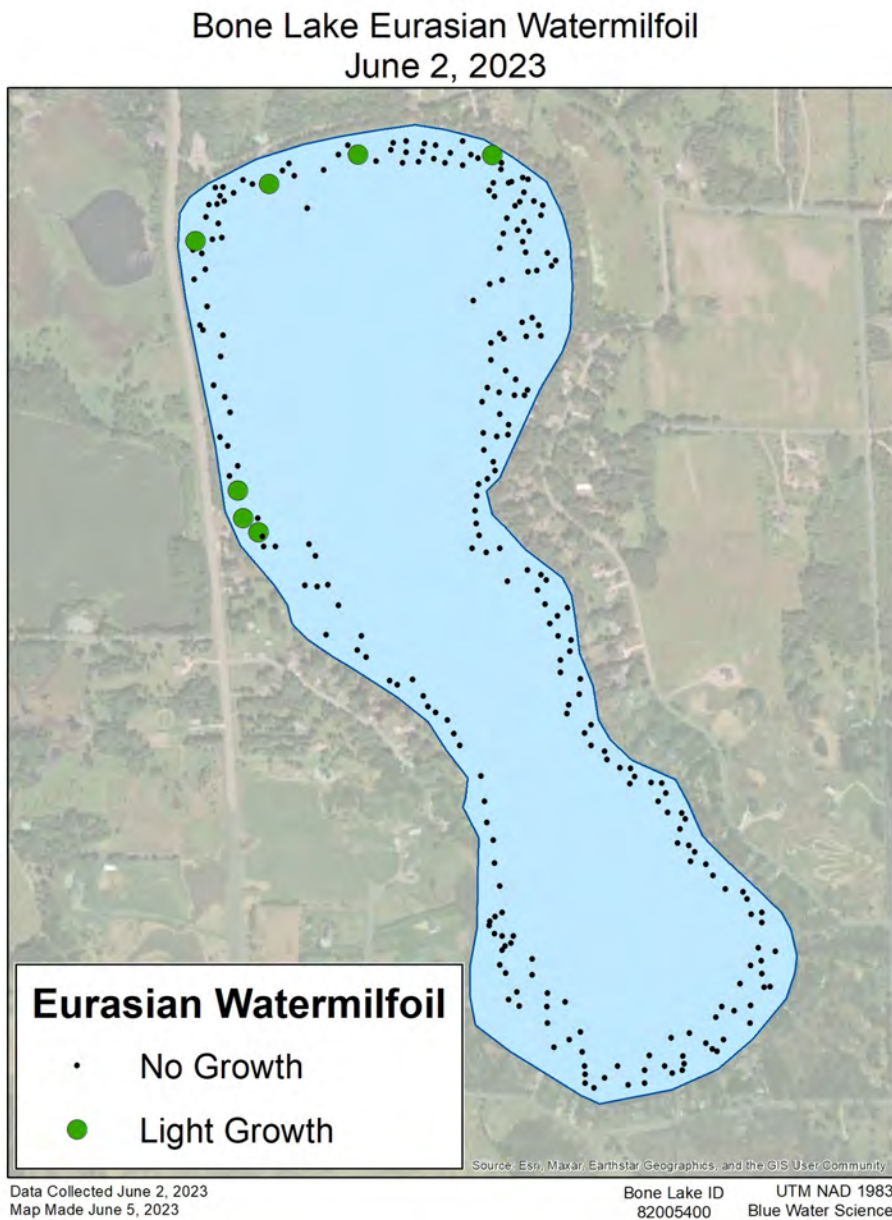 Bone Lake Eurasian Watermilfoil
June 2, 2023
Eurasian Watermilfoil
No Growth
Light Growth
Source: Esri, Maxar, Earthstar Geographics, and the GIS User Community
Data Collected June 2, 2023
Map Made June 5, 2023
Bone Lake ID
82005400
UTM NAD 1983
Blue Water Science